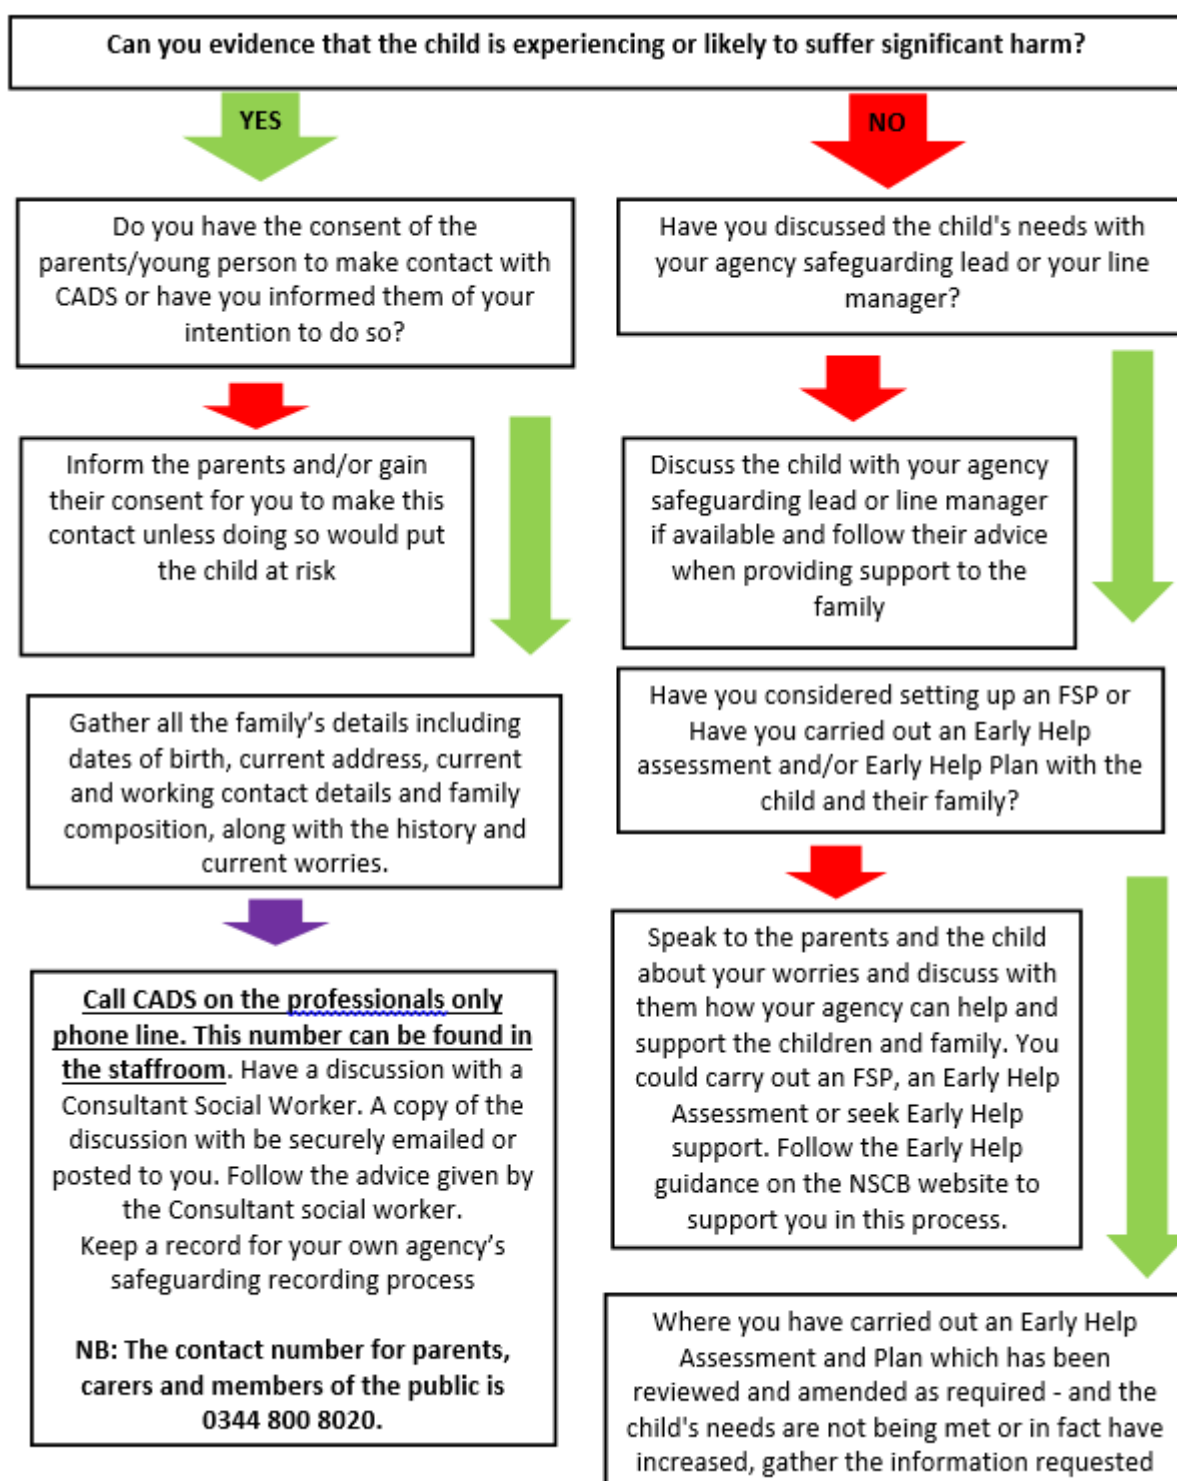 Can you evidence that the child is experiencing or likely to suffer significant harm?
YES
NO
Do you have the consent of the
parents/young person to make contact with
CADS or have you informed them of your
intention to do so?
Have you discussed the child's needs with
your agency safeguarding lead or your line
manager?
Inform the parents and/or gain
their consent for you to make this
contact unless doing so would put
the child at risk
Discuss the child with your agency
safeguarding lead or line manager
if available and follow their advice
when providing support to the
family
Gather all the family’s details including
dates of birth, current address, current
and working contact details and family
composition, along with the history and
current worries.
Have you considered setting up an FSP or
Have you carried out an Early Help
assessment and/or Early Help Plan with the
child and their family?
Call CADS on the professionals only
phone line. This number can be found in
the staffroom. Have a discussion with a
Consultant Social Worker. A copy of the
discussion with be securely emailed or
posted to you. Follow the advice given by
the Consultant social worker.
Keep a record for your own agency’s
safeguarding recording process
NB: The contact number for parents,
carers and members of the public is
0344 800 8020.
Speak to the parents and the child
about your worries and discuss with
them how your agency can help and
support the children and family. You
could carry out an FSP, an Early Help
Assessment or seek Early Help
support. Follow the Early Help
guidance on the NSCB website to
support you in this process.
Where you have carried out an Early Help
Assessment and Plan which has been
reviewed and amended as required - and the
child's needs are not being met or in fact have
increased, gather the information requested